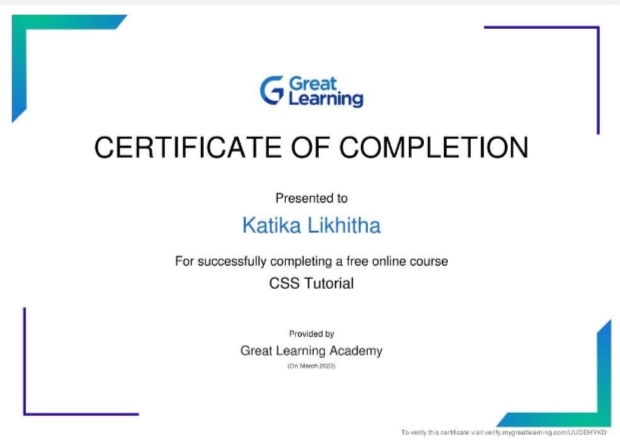 Great
Learning
CERTIFICATE OF COMPLETION
Presented to
Katika Likhitha
For successfully completing a free online course
CSS Tutorial
Provided by
Great Learning Academy
(On March 2023)
To verify this certificate visit verify.mygreatlearning.com/UUDEHYKD